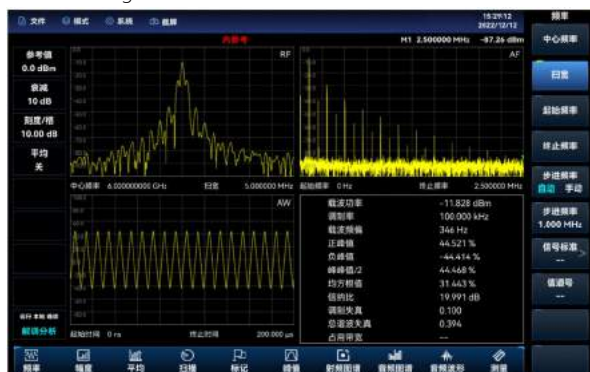 文件 模式 系统 截屏
15:29:12
2022/12/12
频率
内参考
M1 2.500000 MHz -87.26 dBm
参考值
0.0 dBm
衰减
10 dB
刻度/格
10.00 dB
平均
关
RF
AF
中心频率 6.000000000 GHz 扫宽 5.000000 MHz
起始频率 0 Hz 终止频率 2.500000 MHz
AW
起始时间 0 ns 终止时间 200.000 μs
载波功率 -11.828 dBm
调制率 100.000 kHz
载波频偏 346 Hz
正峰值 44.521 %
负峰值 -44.414 %
峰峰值/2 44.468 %
均方根值 31.443 %
信纳比 19.991 dB
调制失真 0.100
总谐波失真 0.394
占用带宽 --
解调分析
中心频率
扫宽
起始频率
终止频率
步进频率
自动 手动
步进频率
1.000 MHz
信号标准
--
信道号
--
频率 幅度 平均 扫描 标记 峰值 射频图谱 音频图谱 音频波形 测量